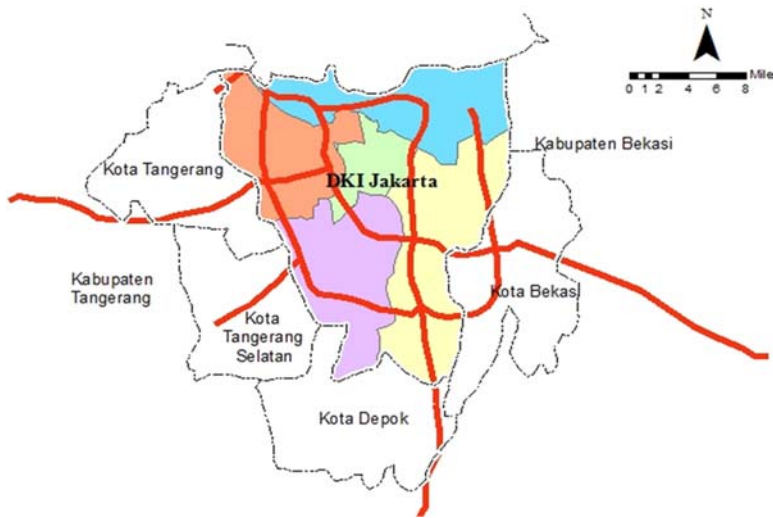 N
Mile
0 1 2 4 6 8
Kabupaten Bekasi
Kota Tangerang
DKI Jakarta
Kabupaten
Tangerang
Kota Bekasi
Kota
Tangerang
Selatan
Kota Depok